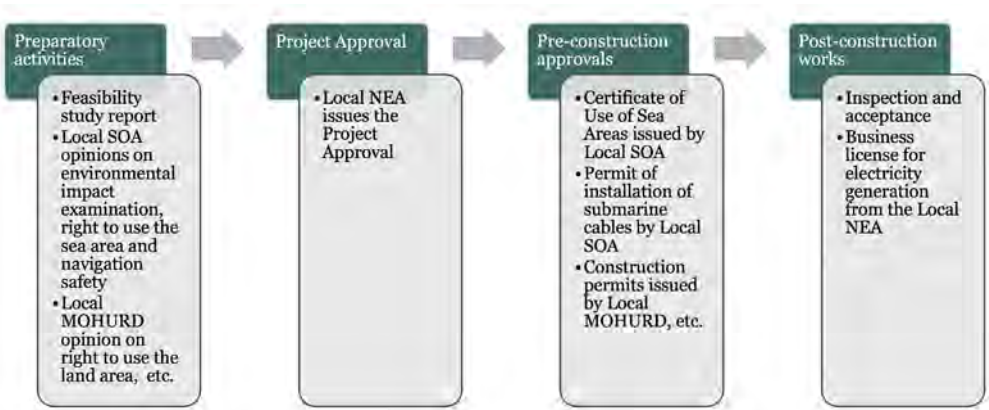 Preparatory
activities
• Feasibility
study report
• Local SOA
opinions on
environmental
impact
examination,
right to use the
sea area and
navigation
safety
• Local
MOHURD
opinion on
right to use the
land area, etc.
Project Approval
• Local NEA
issues the
Project
Approval
Pre-construction
approvals
• Certificate of
Use of Sea
Areas issued by
Local SOA
• Permit of
installation of
submarine
cables by Local
SOA
• Construction
permits issued
by Local
MOHURD, etc.
Post-construction
works
• Inspection and
acceptance
• Business
license for
electricity
generation
from the Local
NEA